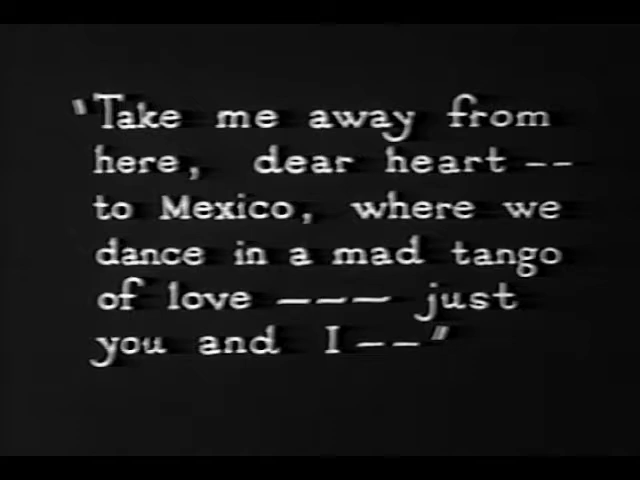 "Take me away from
here, dear heart --
to Mexico, where we
dance in a mad tango
of love --- just
you and I --"